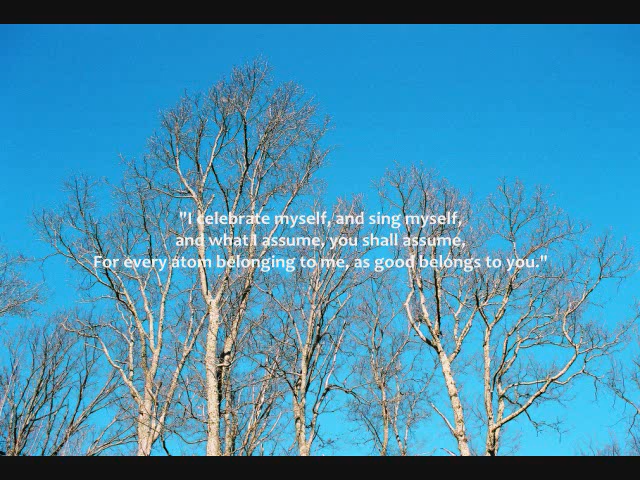 "I celebrate myself, and sing myself,
and what I assume, you shall assume,
For every atom belonging to me, as good belongs to you."